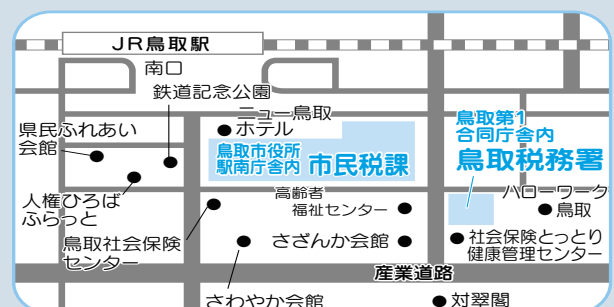 JR鳥取駅
南口
鉄道記念公園
県民ふれあい
会館
人権ひろば
ふらっと
ニュー鳥取
ホテル
鳥取市役所
駅南庁舎内
市民税課
鳥取第1
合同庁舎内
鳥取税務署
高齢者
福祉センター
ハローワーク
鳥取
鳥取社会保険
センター
さざんか会館
社会保険とっとり
健康管理センター
産業道路
さわやか会館
対翠閣